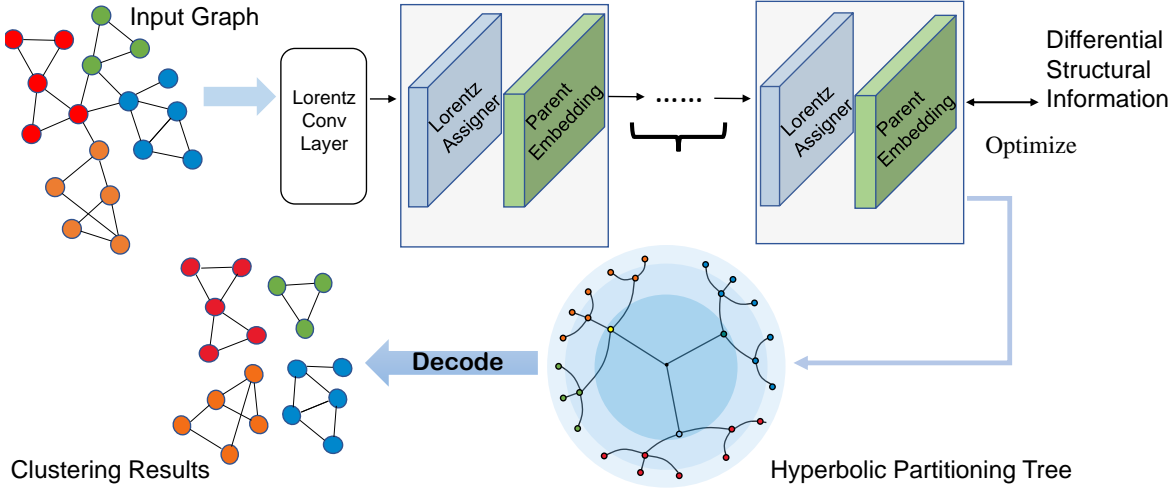 Input Graph
Lorentz
Conv
Layer
Lorentz
Assigner
Parent
Embedding
......
Lorentz
Assigner
Parent
Embedding
Differential
Structural
Information
Optimize
Decode
Clustering Results
Hyperbolic Partitioning Tree